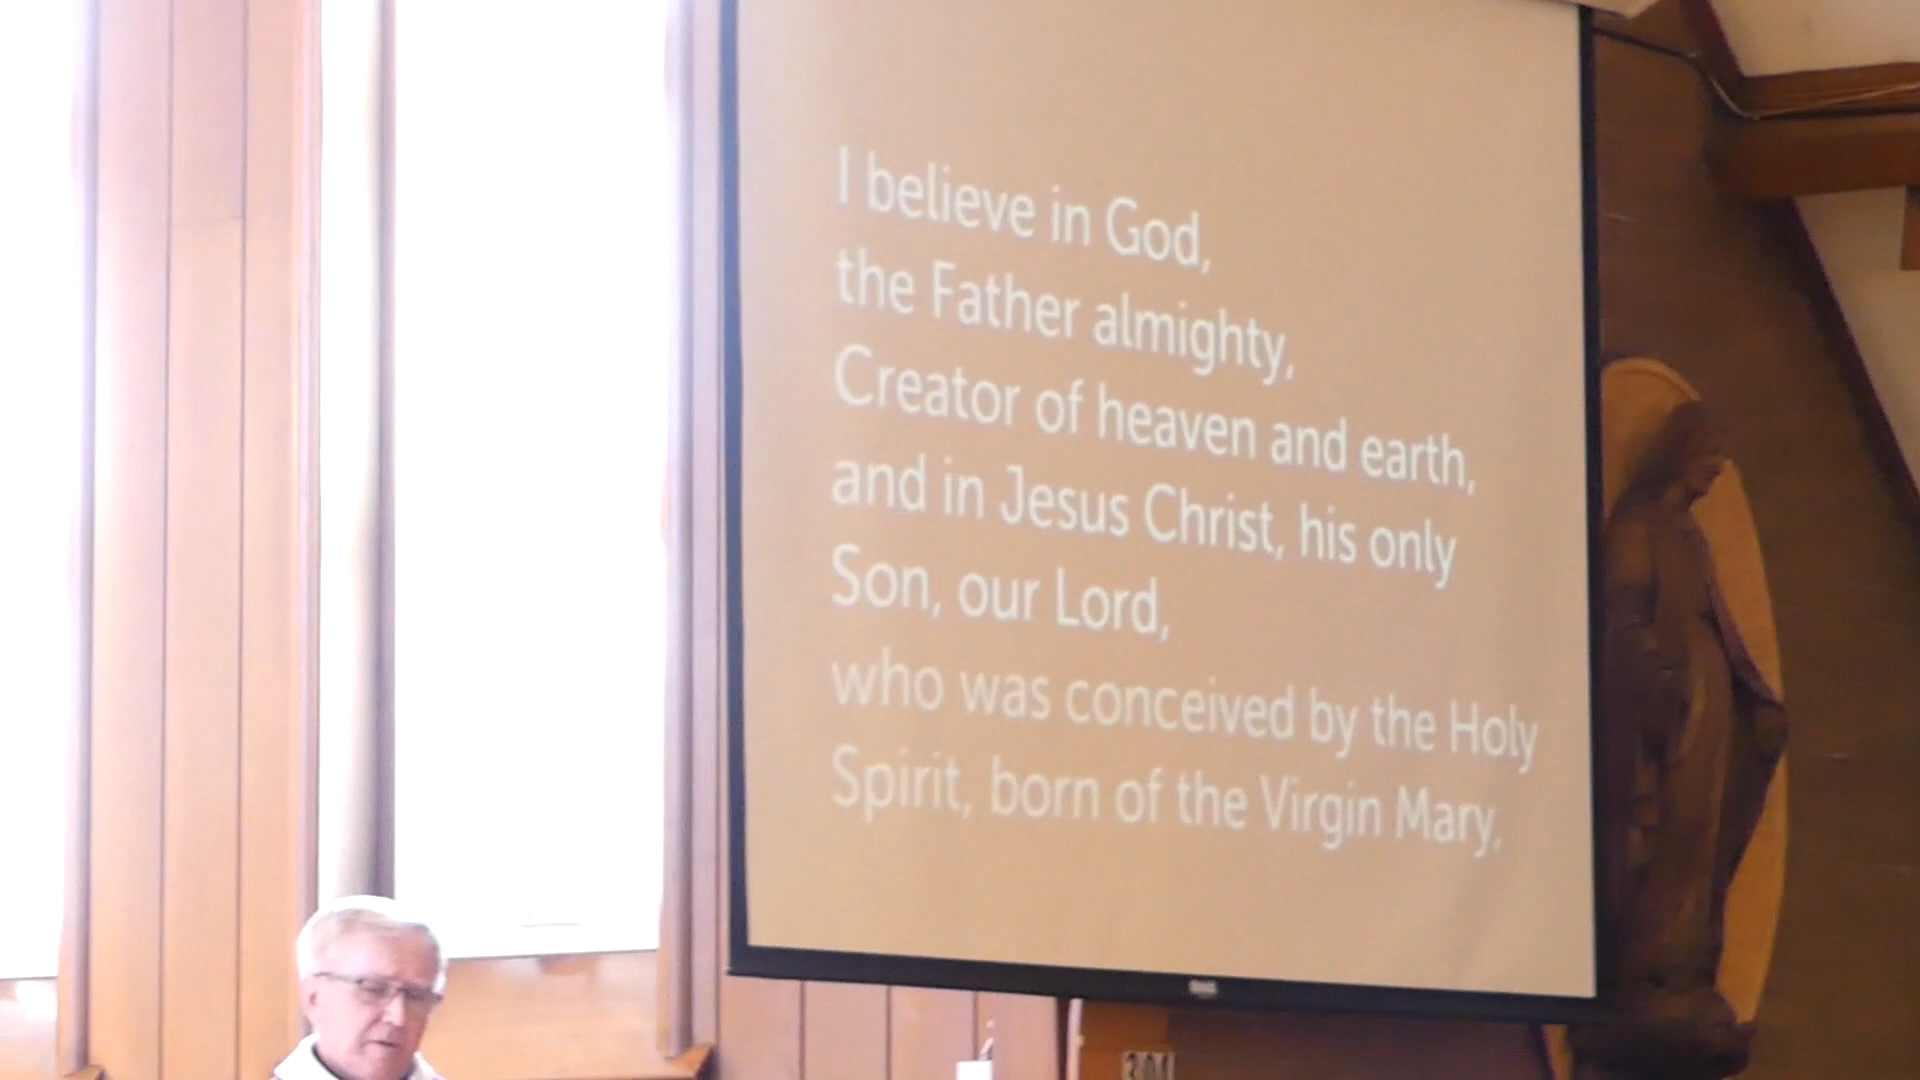 I believe in God,
the Father almighty,
Creator of heaven and earth,
and in Jesus Christ, his only
Son, our Lord,
who was conceived by the Holy
Spirit, born of the Virgin Mary,